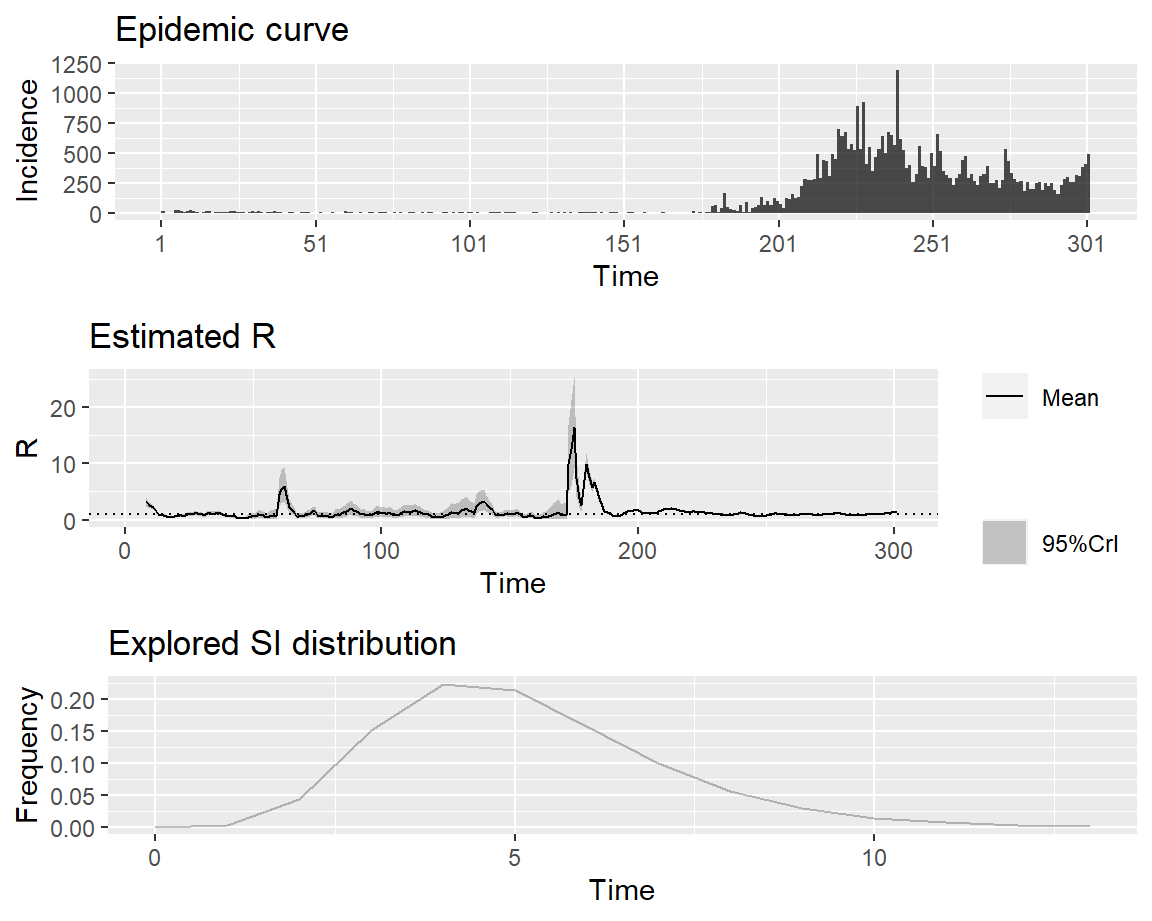 Epidemic curve
1250
1000
750
500
250
0
Incidence
1 51 101 151 201 251 301
Time
Estimated R
20
10
0
R
0 100 200 300
Time
Mean
95%CrI
Explored SI distribution
0.20
0.15
0.10
0.05
0.00
Frequency
0 5 10
Time